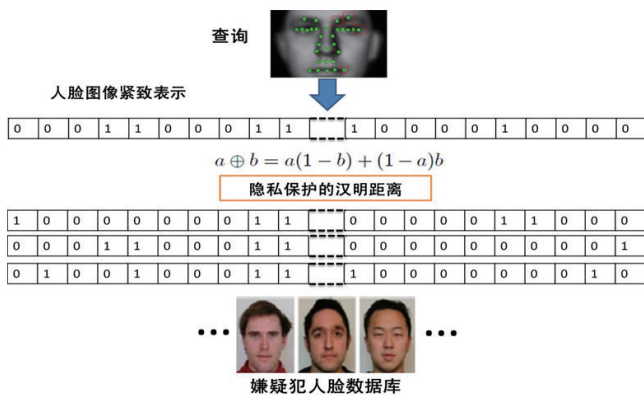 查询
人脸图像紧致表示
0 0 0 1 1 0 0 0 1 1 1 0 0 0 0 1 0 0 0 0
a ⊕ b = a(1 − b) + (1 − a)b
隐私保护的汉明距离
1 0 0 0 0 0 0 0 1 1 0 0 0 0 0 1 1 0 0 0
0 0 0 1 1 0 0 0 1 1 0 0 0 0 0 0 0 0 0 1
0 1 0 0 1 0 0 0 1 1 1 0 0 0 0 0 0 0 1 0
••• •••
嫌疑犯人脸数据库